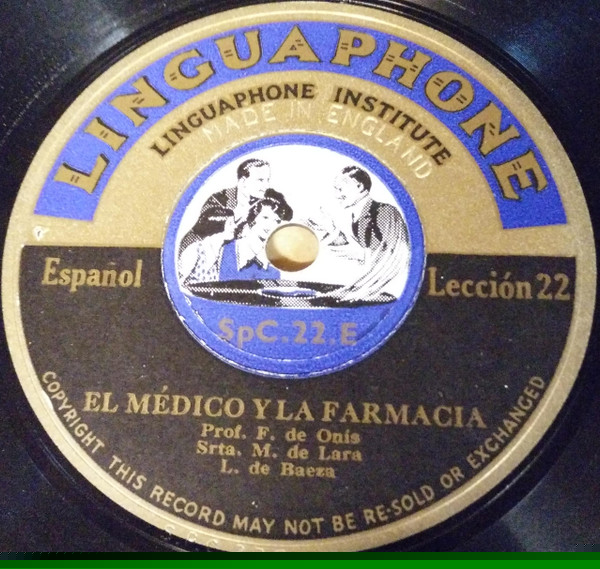 LINGUAPHONE
LINGUAPHONE INSTITUTE
MADE IN ENGLAND
Español
Lección 22
SpC.22.E
EL MÉDICO Y LA FARMACIA
Prof. F. de Onís
Srta. M. de Lara
L. de Baeza
COPYRIGHT THIS RECORD MAY NOT BE RE-SOLD OR EXCHANGED